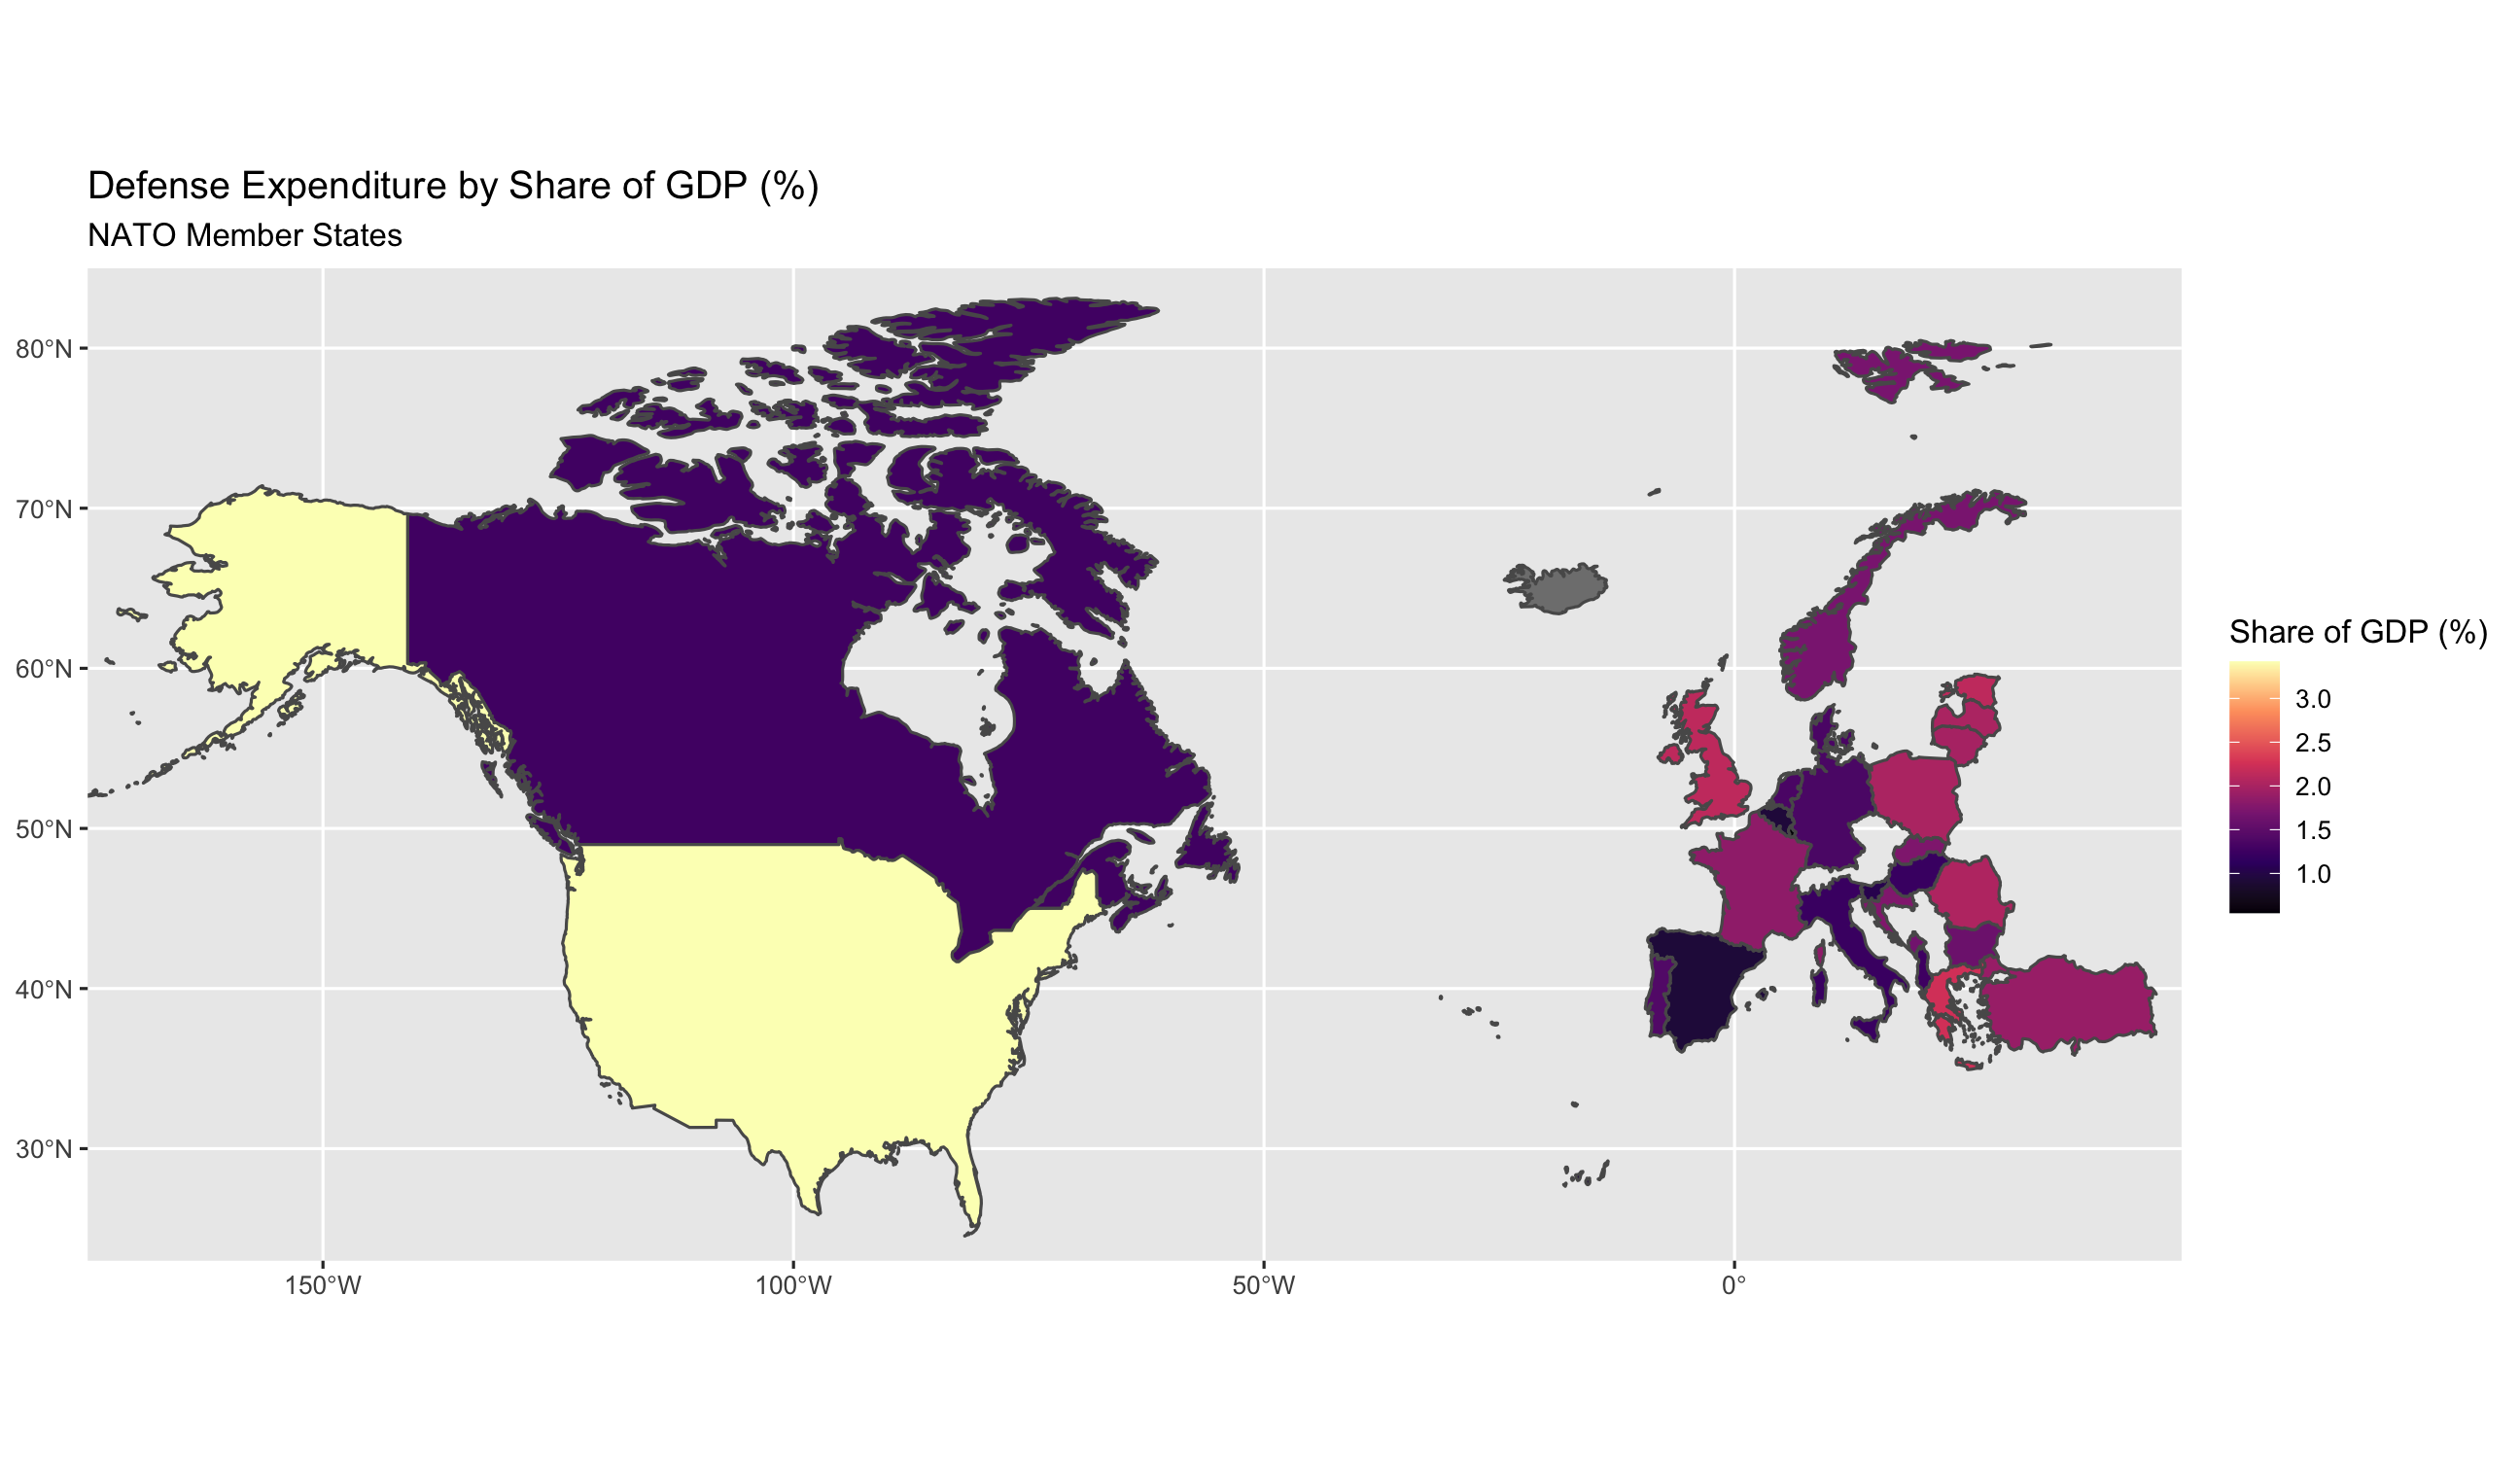 Defense Expenditure by Share of GDP (%)
NATO Member States
80°N
70°N
60°N
50°N
40°N
30°N
150°W
100°W
50°W
0°
Share of GDP (%)
3.0
2.5
2.0
1.5
1.0